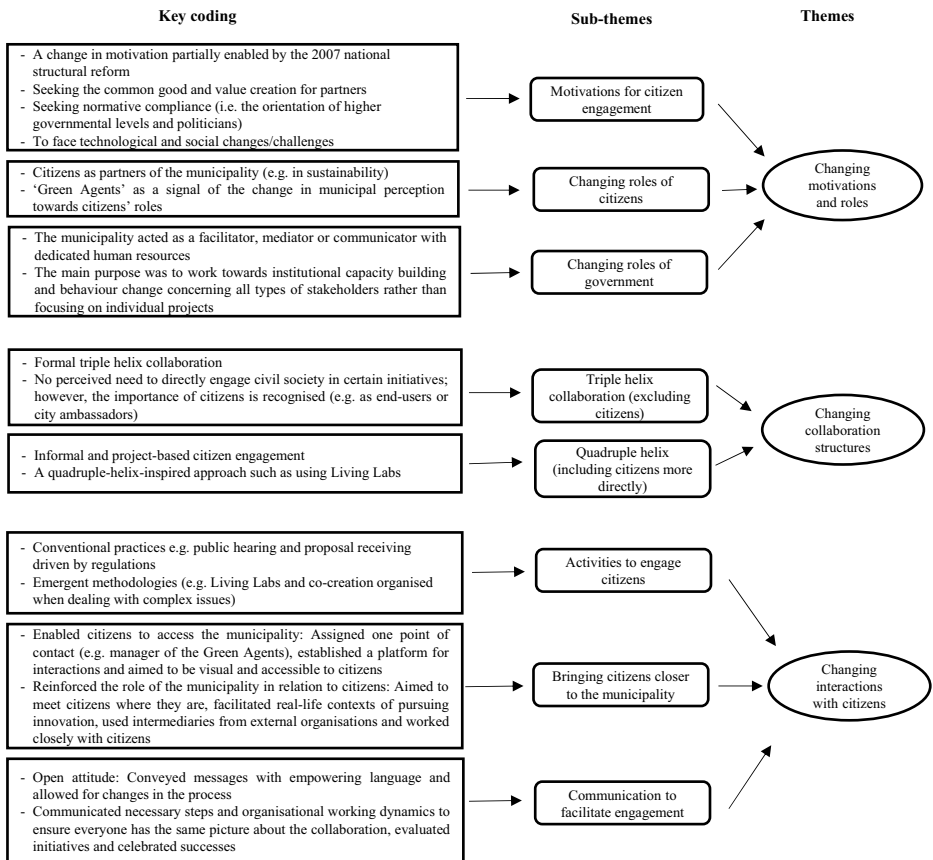 Key coding
Sub-themes
Themes
- A change in motivation partially enabled by the 2007 national
structural reform
- Seeking the common good and value creation for partners
- Seeking normative compliance (i.e. the orientation of higher
governmental levels and politicians)
- To face technological and social changes/challenges
Motivations for citizen
engagement
- Citizens as partners of the municipality (e.g. in sustainability)
- ‘Green Agents’ as a signal of the change in municipal perception
towards citizens’ roles
Changing roles of
citizens
Changing
motivations
and roles
- The municipality acted as a facilitator, mediator or communicator with
dedicated human resources
- The main purpose was to work towards institutional capacity building
and behaviour change concerning all types of stakeholders rather than
focusing on individual projects
Changing roles of
government
- Formal triple helix collaboration
- No perceived need to directly engage civil society in certain initiatives;
however, the importance of citizens is recognised (e.g. as end-users or
city ambassadors)
Triple helix
collaboration (excluding
citizens)
Changing
collaboration
structures
- Informal and project-based citizen engagement
- A quadruple-helix-inspired approach such as using Living Labs
Quadruple helix
(including citizens more
directly)
- Conventional practices e.g. public hearing and proposal receiving
driven by regulations
- Emergent methodologies (e.g. Living Labs and co-creation organised
when dealing with complex issues)
Activities to engage
citizens
- Enabled citizens to access the municipality: Assigned one point of
contact (e.g. manager of the Green Agents), established a platform for
interactions and aimed to be visual and accessible to citizens
- Reinforced the role of the municipality in relation to citizens: Aimed to
meet citizens where they are, facilitated real-life contexts of pursuing
innovation, used intermediaries from external organisations and worked
closely with citizens
Bringing citizens closer
to the municipality
Changing
interactions
with citizens
- Open attitude: Conveyed messages with empowering language and
allowed for changes in the process
- Communicated necessary steps and organisational working dynamics to
ensure everyone has the same picture about the collaboration, evaluated
initiatives and celebrated successes
Communication to
facilitate engagement